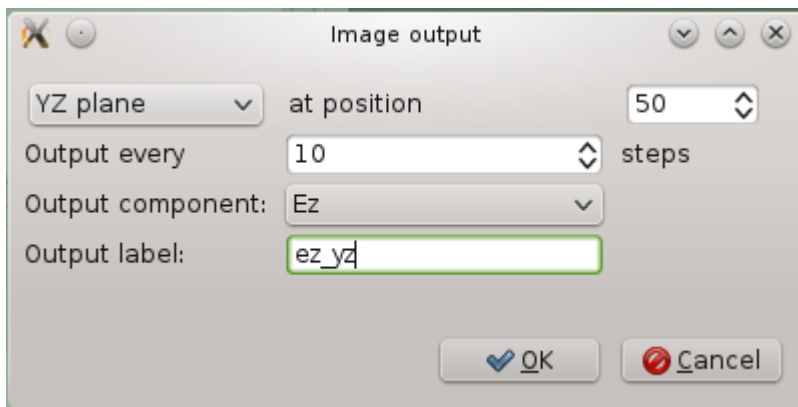 Image output
YZ plane at position 50
Output every 10 steps
Output component: Ez
Output label: ez_yz
OK Cancel